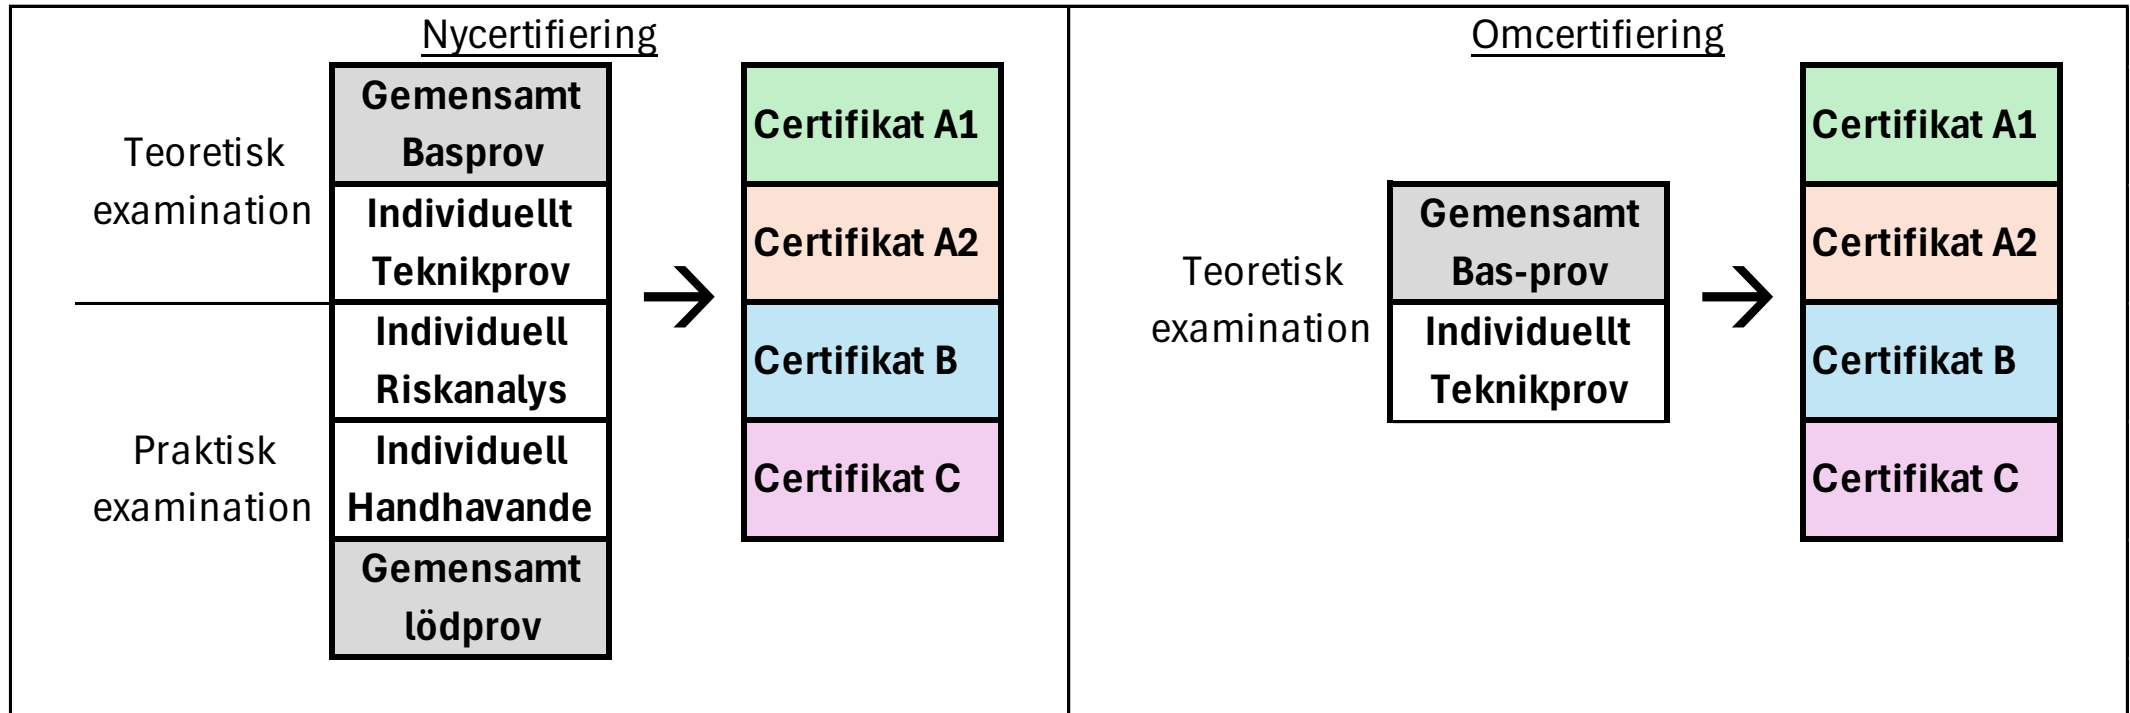 Nycertifiering
Teoretisk
examination
Gemensamt
Basprov
Individuellt
Teknikprov
Praktisk
examination
Individuell
Riskanalys
Individuell
Handhavande
Gemensamt
lödprov
→
Certifikat A1
Certifikat A2
Certifikat B
Certifikat C
Omcertifiering
Teoretisk
examination
Gemensamt
Bas-prov
Individuellt
Teknikprov
→
Certifikat A1
Certifikat A2
Certifikat B
Certifikat C